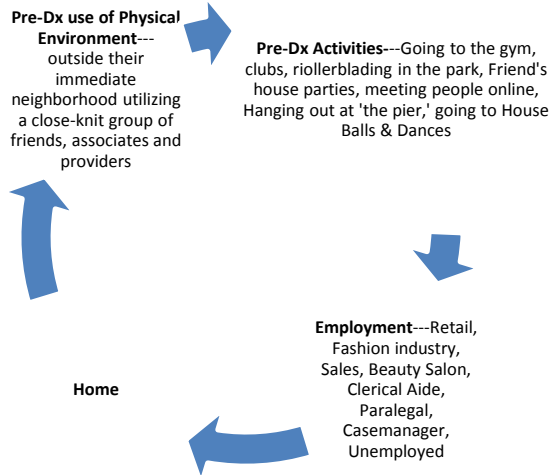 Pre-Dx use of Physical
Environment---
outside their
immediate
neighborhood utilizing
a close-knit group of
friends, associates and
providers
Pre-Dx Activities---Going to the gym,
clubs, riollerblading in the park, Friend's
house parties, meeting people online,
Hanging out at 'the pier,' going to House
Balls & Dances
Employment---Retail,
Fashion industry,
Sales, Beauty Salon,
Clerical Aide,
Paralegal,
Casemanager,
Unemployed
Home